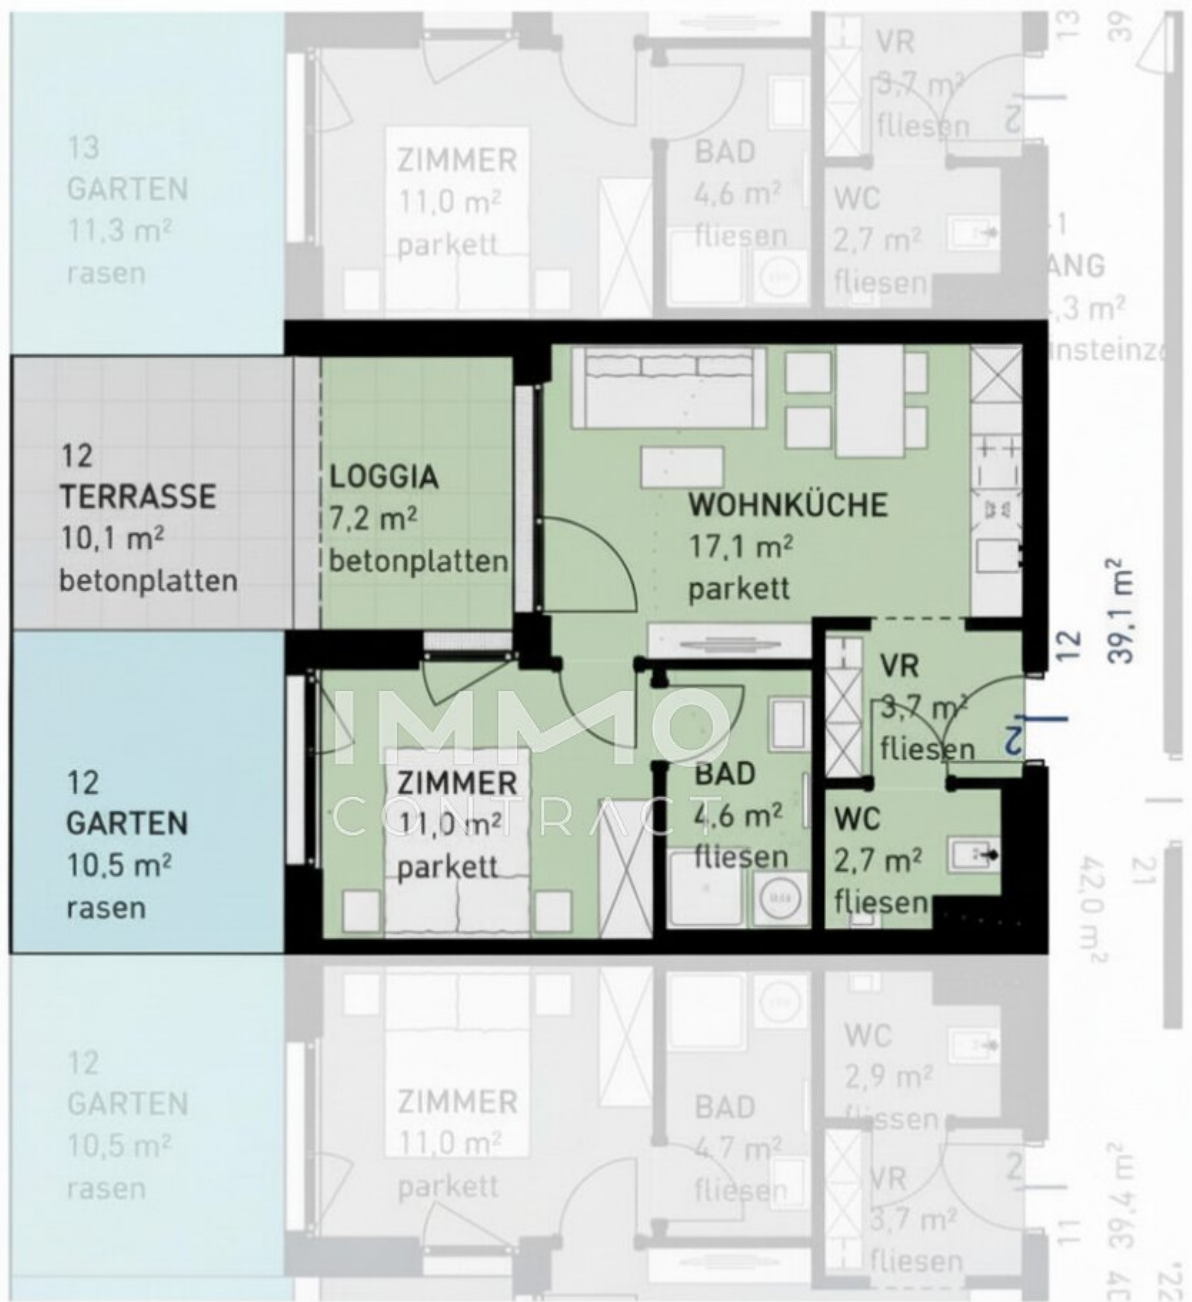 13
GARTEN
11,3 m²
rasen
ZIMMER
11,0 m²
parkett
BAD
4,6 m²
fliesen
VR
3,7 m²
fliesen
2
WC
2,7 m²
fliesen
13
39
12
TERRASSE
10,1 m²
betonplatten
LOGGIA
7,2 m²
betonplatten
WOHNKÜCHE
17,1 m²
parkett
12
39,1 m²
12
GARTEN
10,5 m²
rasen
ZIMMER
11,0 m²
parkett
BAD
4,6 m²
fliesen
VR
3,7 m²
fliesen
2
WC
2,7 m²
fliesen
IMMO
CONTRACT
21
42,0 m²
12
GARTEN
10,5 m²
rasen
ZIMMER
11,0 m²
parkett
BAD
4,7 m²
fliesen
WC
2,9 m²
VR
3,7 m²
fliesen
2
11
39,4 m²